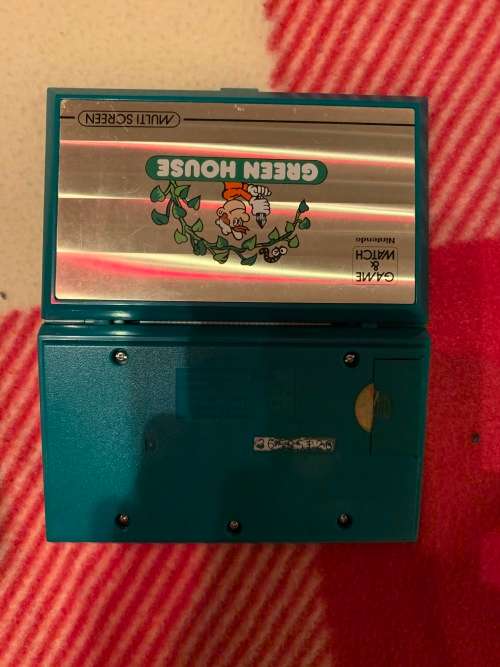 GAME
&
WATCH
Nintendo
GREEN HOUSE
MULTI SCREEN